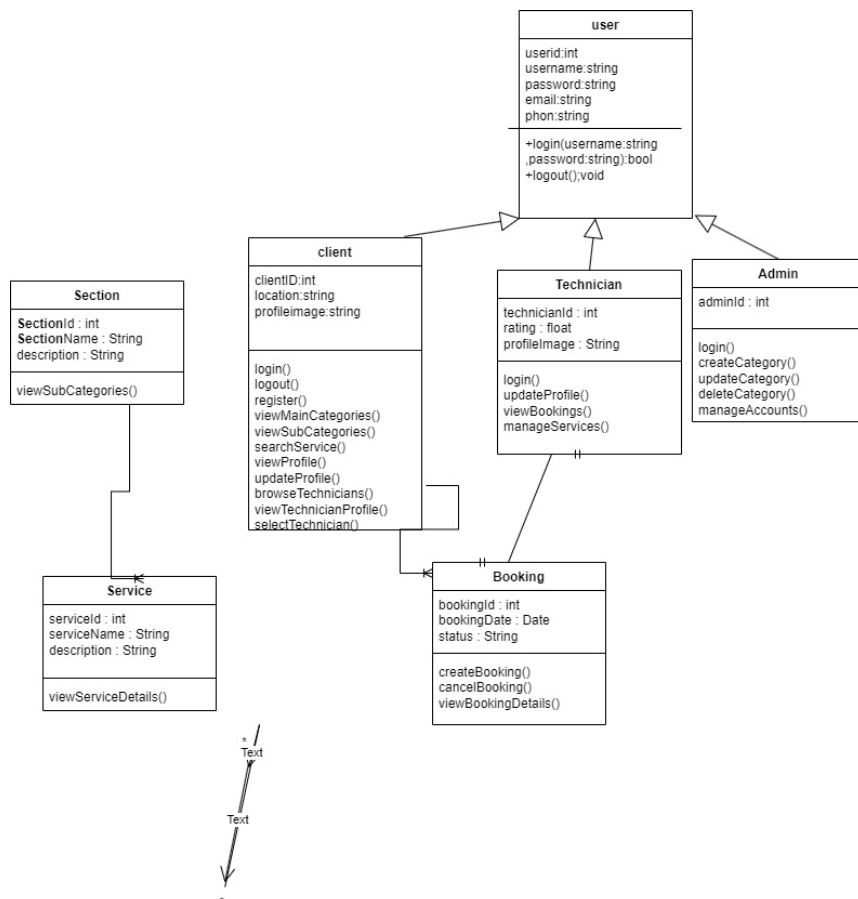 user
userid:int
username:string
password:string
email:string
phon:string
+login(username:string
,password:string):bool
+logout();void
client
clientID:int
location:string
profileimage:string
login()
logout()
register()
viewMainCategories()
viewSubCategories()
searchService()
viewProfile()
updateProfile()
browseTechnicians()
viewTechnicianProfile()
selectTechnician()
Technician
technicianId : int
rating : float
profileImage : String
login()
updateProfile()
viewBookings()
manageServices()
Admin
adminId : int
login()
createCategory()
updateCategory()
deleteCategory()
manageAccounts()
Section
SectionId : int
SectionName : String
description : String
viewSubCategories()
Service
serviceId : int
serviceName : String
description : String
viewServiceDetails()
Booking
bookingId : int
bookingDate : Date
status : String
createBooking()
cancelBooking()
viewBookingDetails()
*
Text
Text